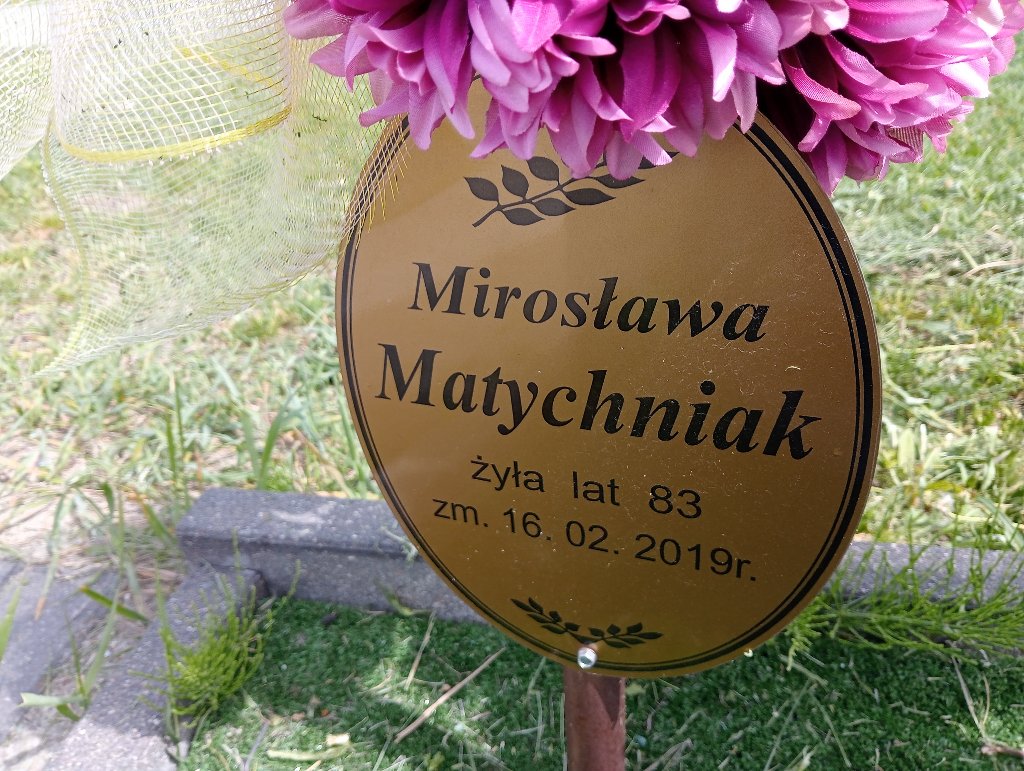 Mirosława
Matychniak
żyła lat 83
zm. 16. 02. 2019r.